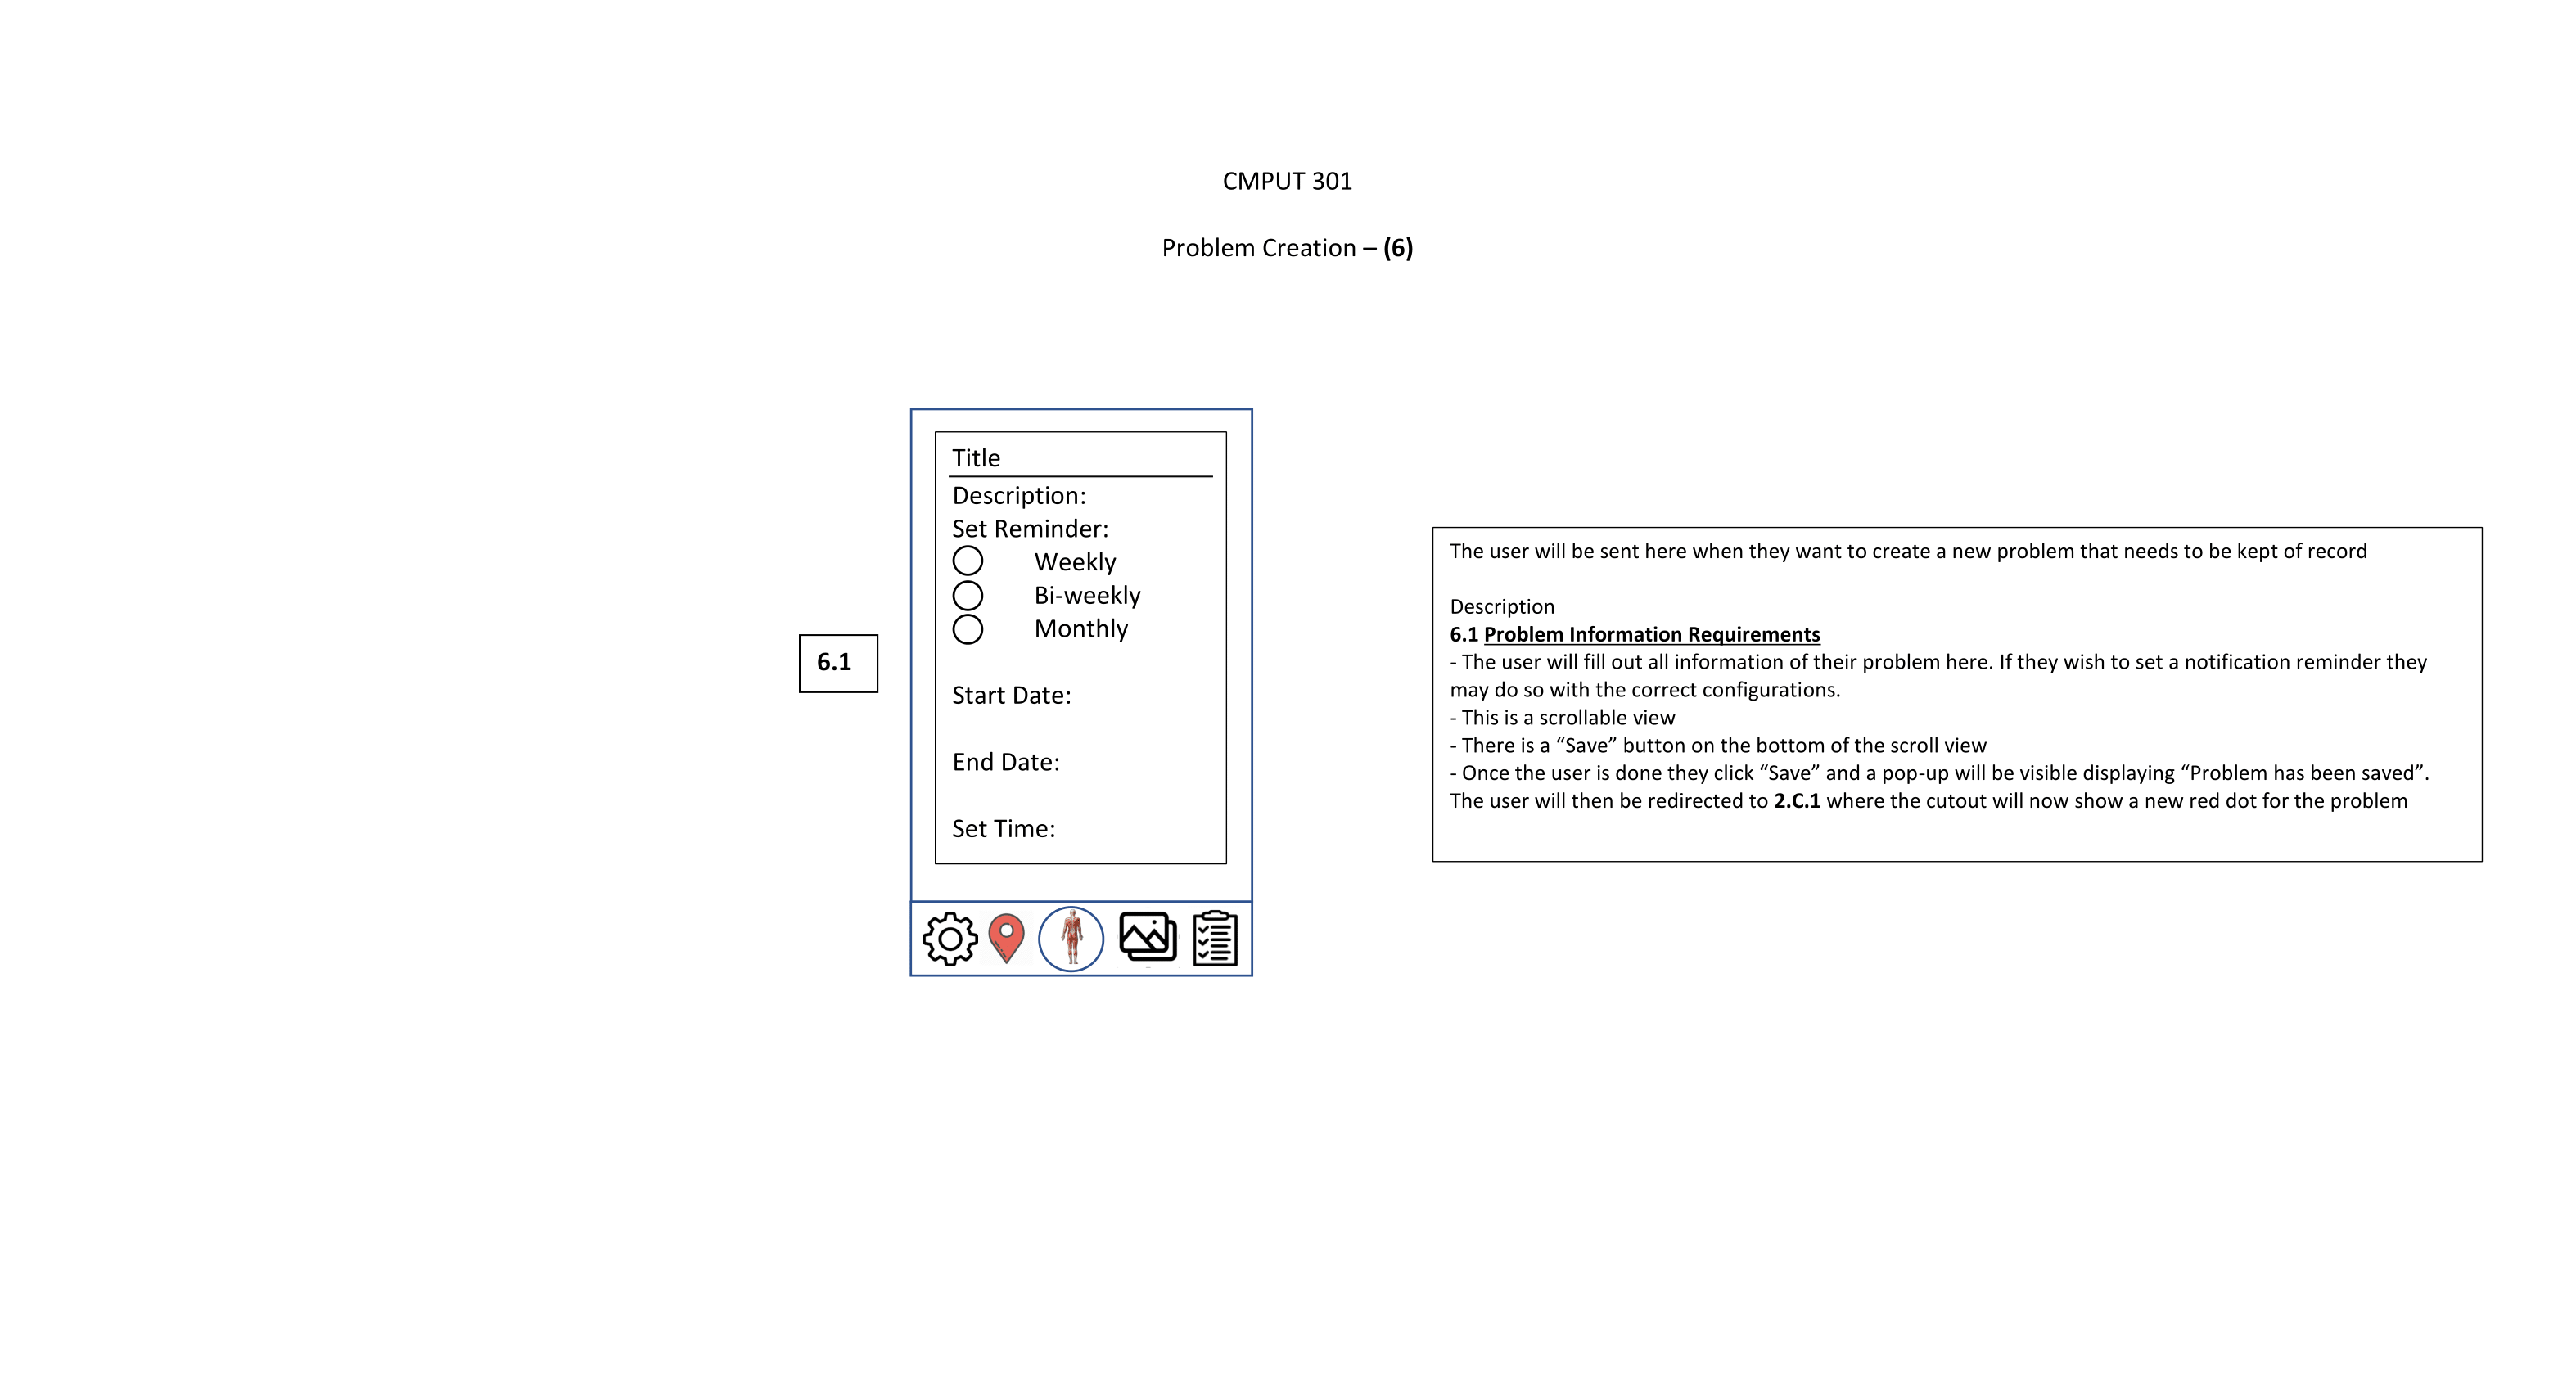 CMPUT 301
Problem Creation – (6)
6.1
Title
Description:
Set Reminder:
Weekly
Bi-weekly
Monthly
Start Date:
End Date:
Set Time:
The user will be sent here when they want to create a new problem that needs to be kept of record
Description
6.1 Problem Information Requirements
- The user will fill out all information of their problem here. If they wish to set a notification reminder they
may do so with the correct configurations.
- This is a scrollable view
- There is a “Save” button on the bottom of the scroll view
- Once the user is done they click “Save” and a pop-up will be visible displaying “Problem has been saved”.
The user will then be redirected to 2.C.1 where the cutout will now show a new red dot for the problem